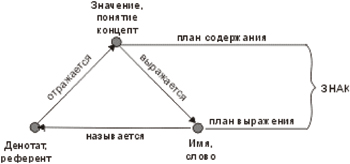 Значение,
понятие
концепт
план содержания
отражается
выражается
ЗНАК
называется
план выражения
Денотат,
референт
Имя,
слово